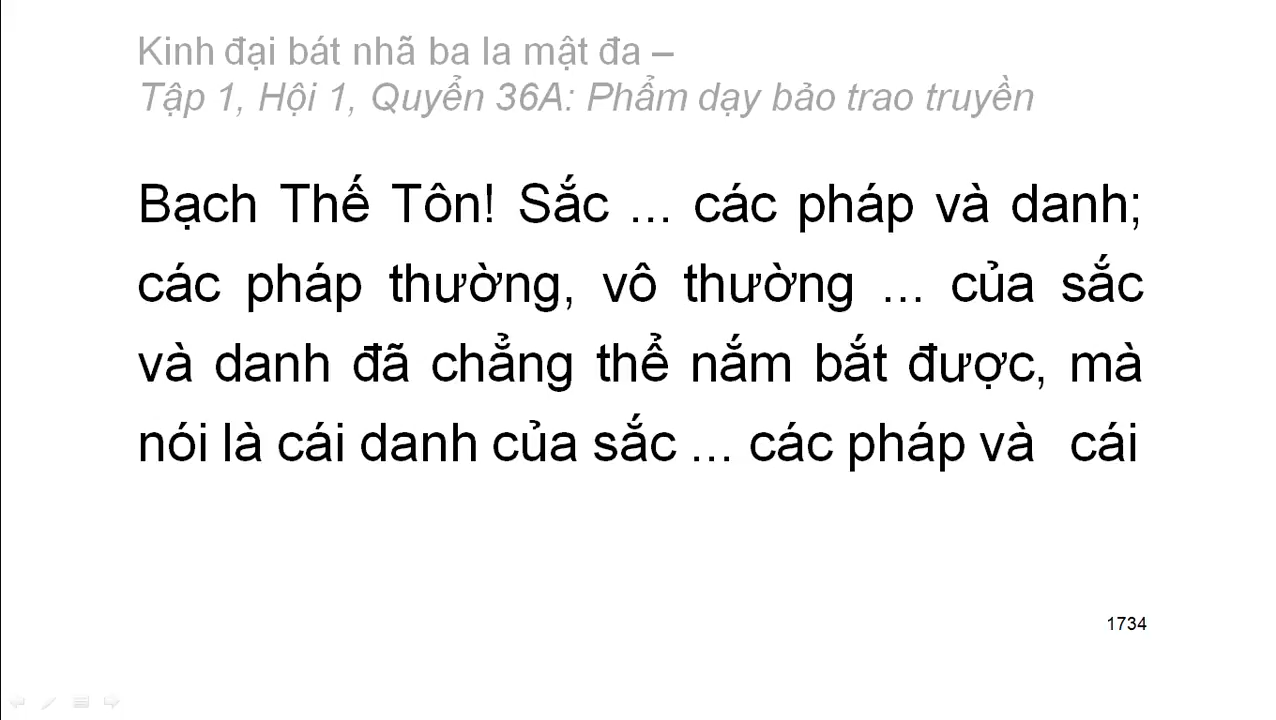 Kinh đại bát nhã ba la mật đa –
Tập 1, Hội 1, Quyển 36A: Phẩm dạy bảo trao truyền
Bạch Thế Tôn! Sắc ... các pháp và danh;
các pháp thường, vô thường ... của sắc
và danh đã chẳng thể nắm bắt được, mà
nói là cái danh của sắc ... các pháp và cái
1734